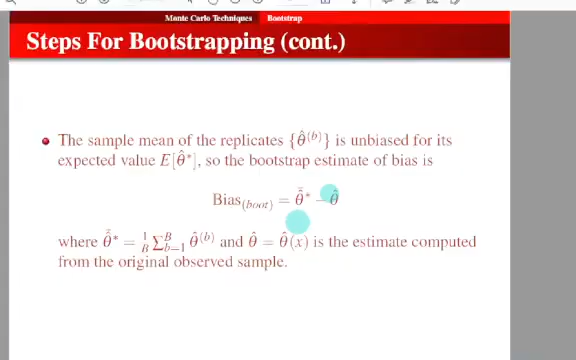 Monte Carlo Techniques Bootstrap
Steps For Bootstrapping (cont.)
The sample mean of the replicates {θ̂^(b)} is unbiased for its
expected value E[θ̂*], so the bootstrap estimate of bias is
Bias_(boot) = θ̂̄* − θ̂
where θ̂̄* = 1/B ∑_{b=1}^{B} θ̂^(b) and θ̂ = θ̂(x) is the estimate computed
from the original observed sample.